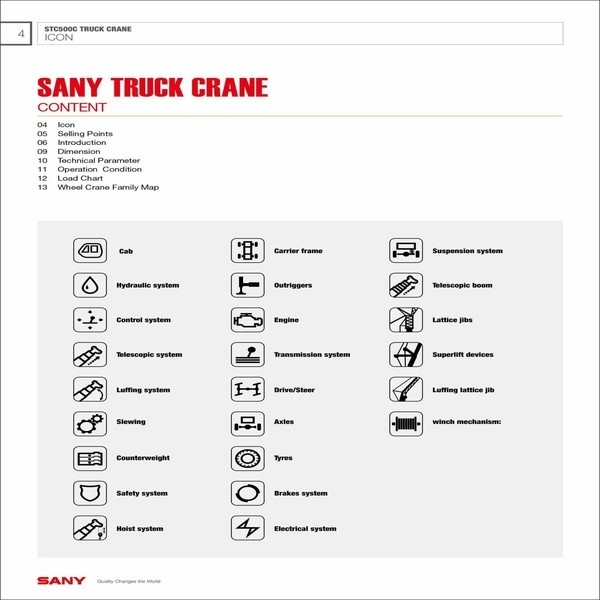 4
STC500C TRUCK CRANE
ICON
SANY TRUCK CRANE
CONTENT
04 Icon
05 Selling Points
06 Introduction
09 Dimension
10 Technical Parameter
11 Operation Condition
12 Load Chart
13 Wheel Crane Family Map
Cab
Hydraulic system
Control system
Telescopic system
Luffing system
Slewing
Counterweight
Safety system
Hoist system
Carrier frame
Outriggers
Engine
Transmission system
Drive/Steer
Axles
Tyres
Brakes system
Electrical system
Suspension system
Telescopic boom
Lattice jibs
Superlift devices
Luffing lattice jib
winch mechanism:
SANY Quality Changes the World